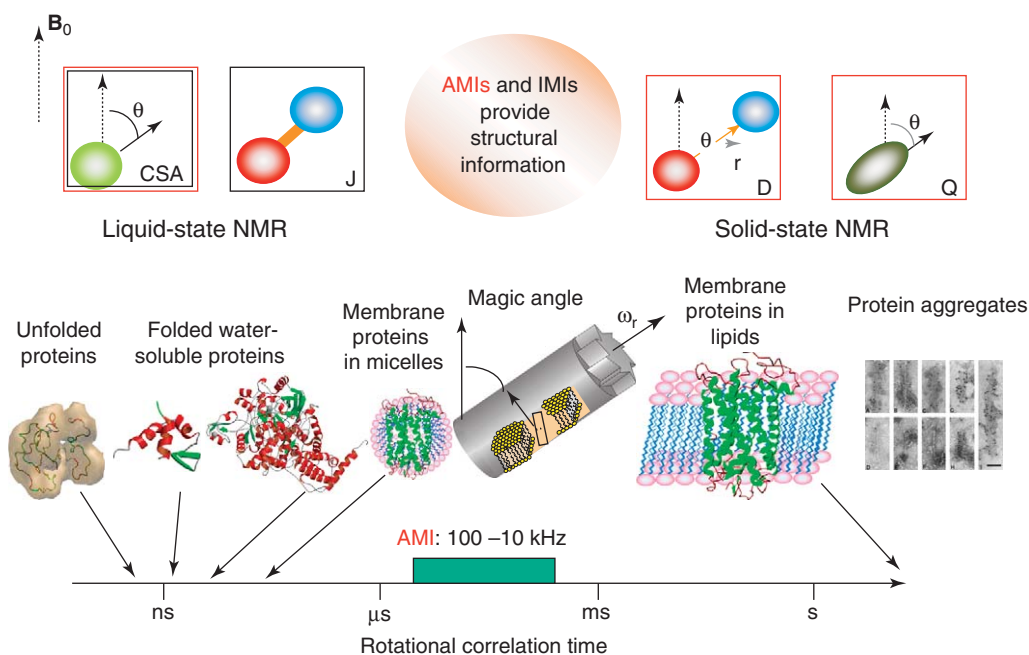 B0
θ
CSA
J
AMIs and IMIs
provide
structural
information
θ
r
D
θ
Q
Liquid-state NMR
Solid-state NMR
Unfolded
proteins
Folded water-
soluble proteins
Membrane
proteins
in micelles
Magic angle
ωr
Membrane
proteins in
lipids
Protein aggregates
AMI: 100 –10 kHz
ns
μs
ms
s
Rotational correlation time